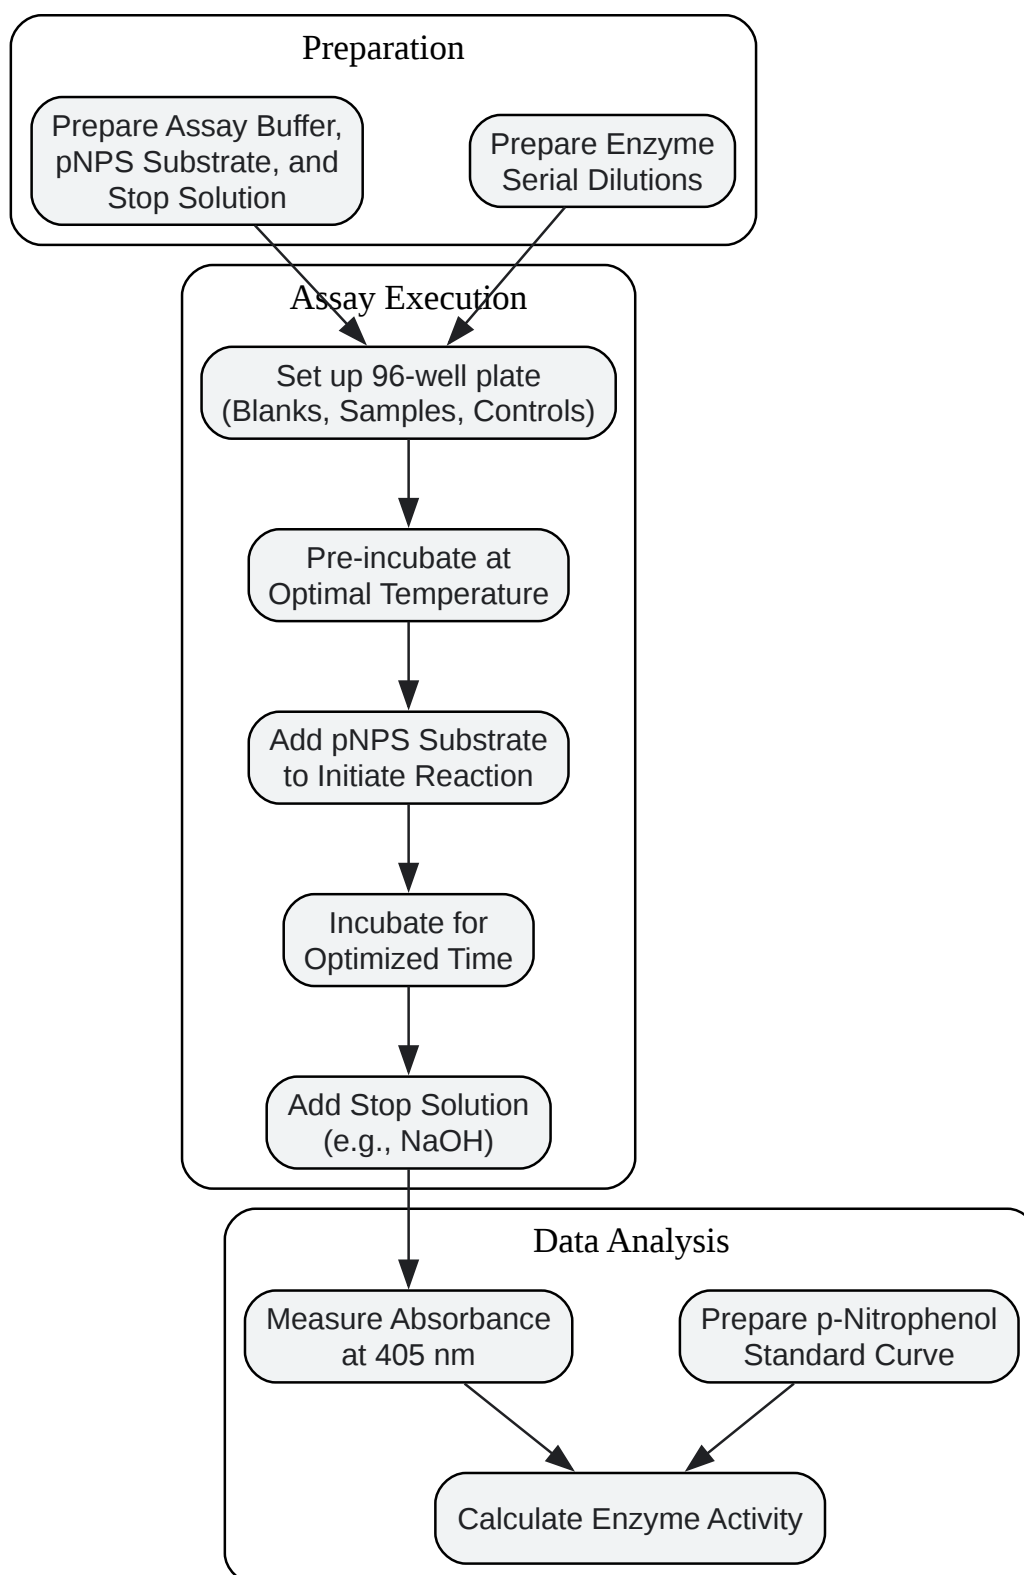 Preparation
Prepare Assay Buffer,
pNPS Substrate, and
Stop Solution
Prepare Enzyme
Serial Dilutions
Assay Execution
Set up 96-well plate
(Blanks, Samples, Controls)
Pre-incubate at
Optimal Temperature
Add pNPS Substrate
to Initiate Reaction
Incubate for
Optimized Time
Add Stop Solution
(e.g., NaOH)
Data Analysis
Measure Absorbance
at 405 nm
Prepare p-Nitrophenol
Standard Curve
Calculate Enzyme Activity